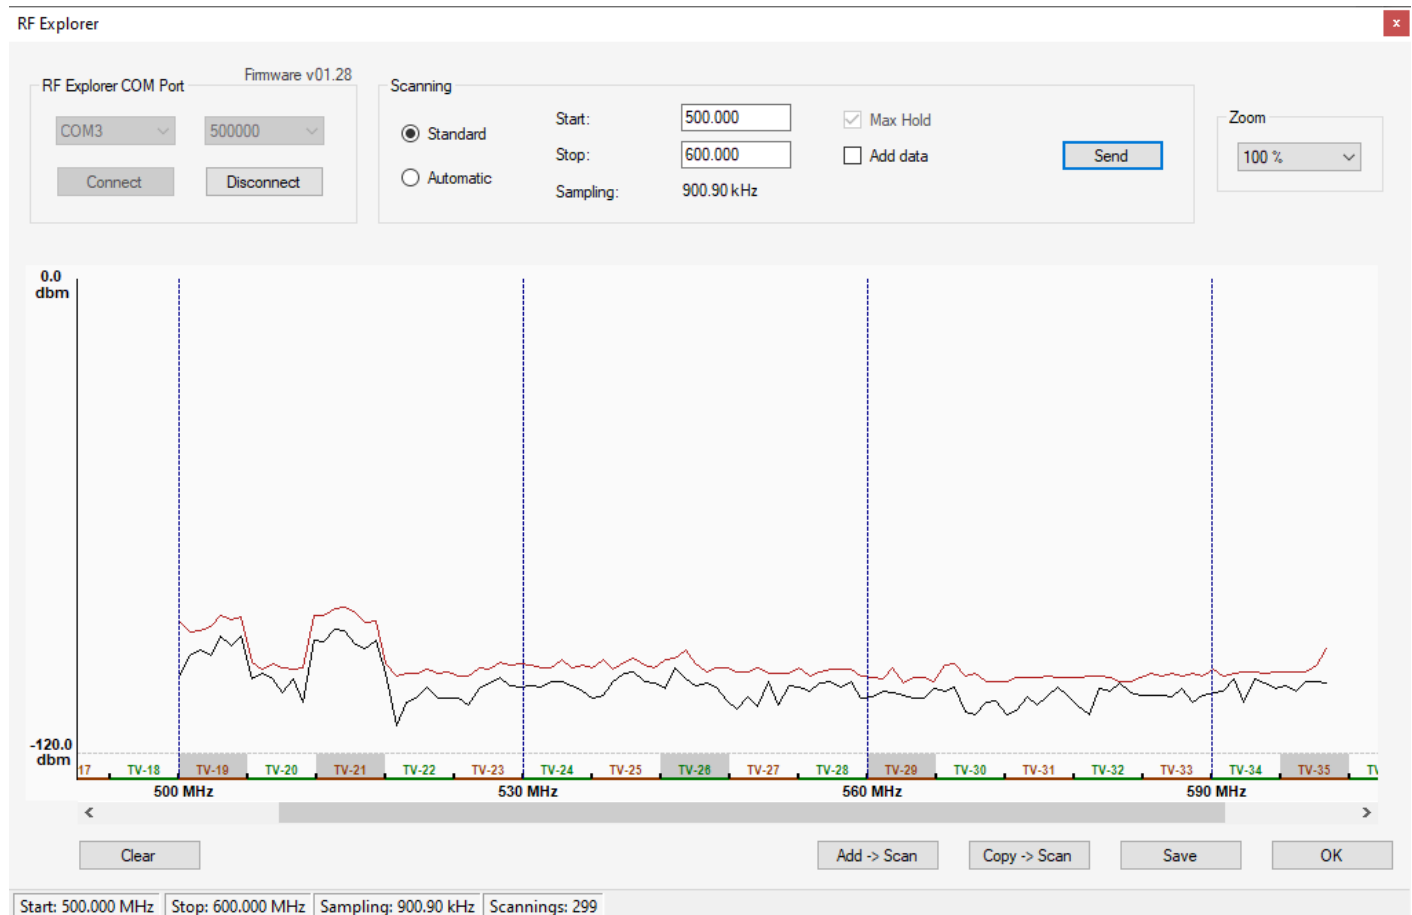 RF Explorer
x
RF Explorer COM Port
Firmware v01.28
COM3
500000
Connect
Disconnect
Scanning
Standard
Automatic
Start:
500.000
Stop:
600.000
Sampling:
900.90 kHz
Max Hold
Add data
Send
Zoom
100 %
0.0
dbm
-120.0
dbm
17 TV-18 TV-19 TV-20 TV-21 TV-22 TV-23 TV-24 TV-25 TV-26 TV-27 TV-28 TV-29 TV-30 TV-31 TV-32 TV-33 TV-34 TV-35
500 MHz 530 MHz 560 MHz 590 MHz
Clear
Add -> Scan
Copy -> Scan
Save
OK
Start: 500.000 MHz Stop: 600.000 MHz Sampling: 900.90 kHz Scannings: 299